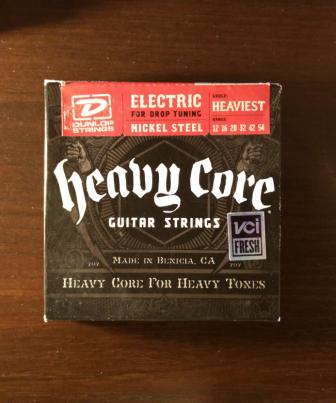 DUNLOP
STRINGS
ELECTRIC
FOR DROP TUNING
NICKEL STEEL
GAUGE:
HEAVIEST
12 16 20 32 42 54
heavy Core
GUITAR STRINGS
VCI
FRESH
MADE IN BENICIA, CA
HEAVY CORE FOR HEAVY TONES